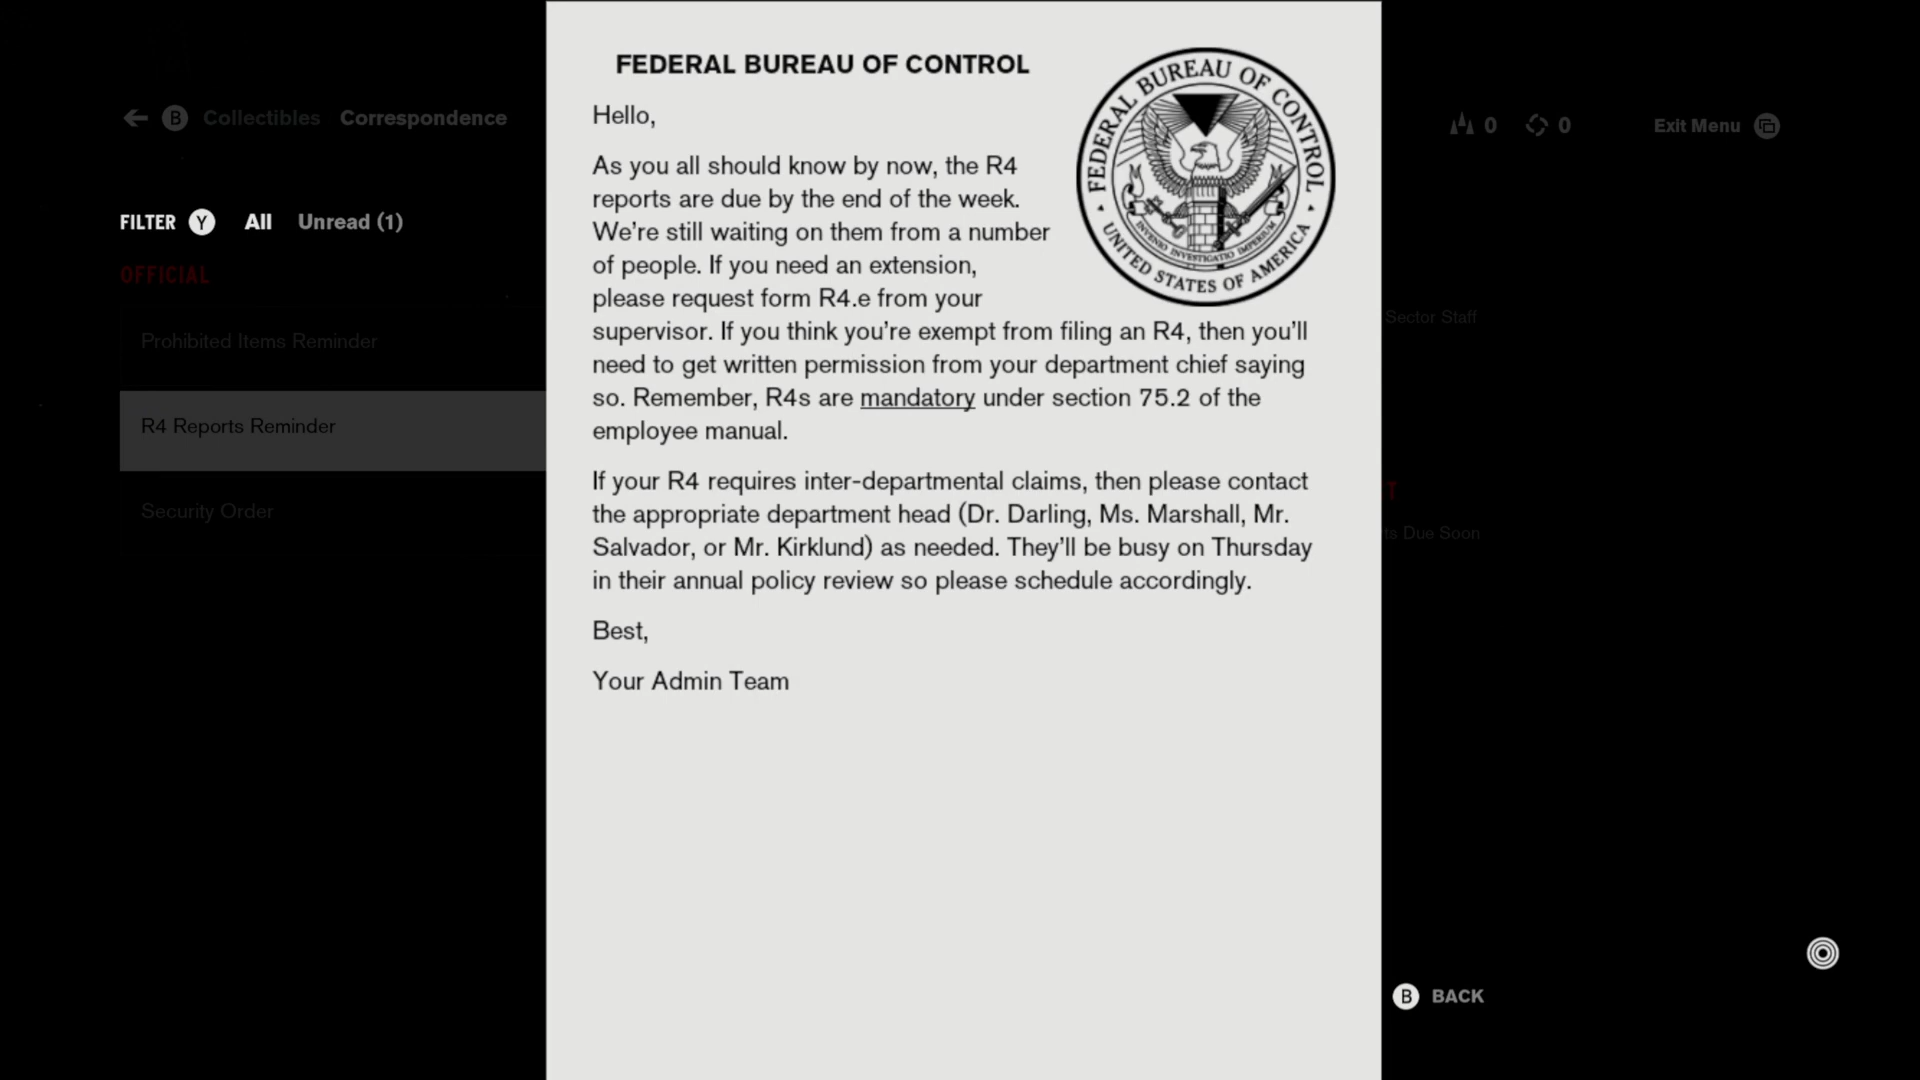 FEDERAL BUREAU OF CONTROL
FEDERAL BUREAU OF CONTROL
INVENIO INVESTIGATIO IMPERIUM
UNITED STATES OF AMERICA
Hello,
As you all should know by now, the R4
reports are due by the end of the week.
We're still waiting on them from a number
of people. If you need an extension,
please request form R4.e from your
supervisor. If you think you're exempt from filing an R4, then you'll
need to get written permission from your department chief saying
so. Remember, R4s are mandatory under section 75.2 of the
employee manual.
If your R4 requires inter-departmental claims, then please contact
the appropriate department head (Dr. Darling, Ms. Marshall, Mr.
Salvador, or Mr. Kirklund) as needed. They'll be busy on Thursday
in their annual policy review so please schedule accordingly.
Best,
Your Admin Team
B Collectibles Correspondence
FILTER Y All Unread (1)
OFFICIAL
Prohibited Items Reminder
R4 Reports Reminder
Security Order
0 0 Exit Menu
Sector Staff
T
ts Due Soon
B BACK